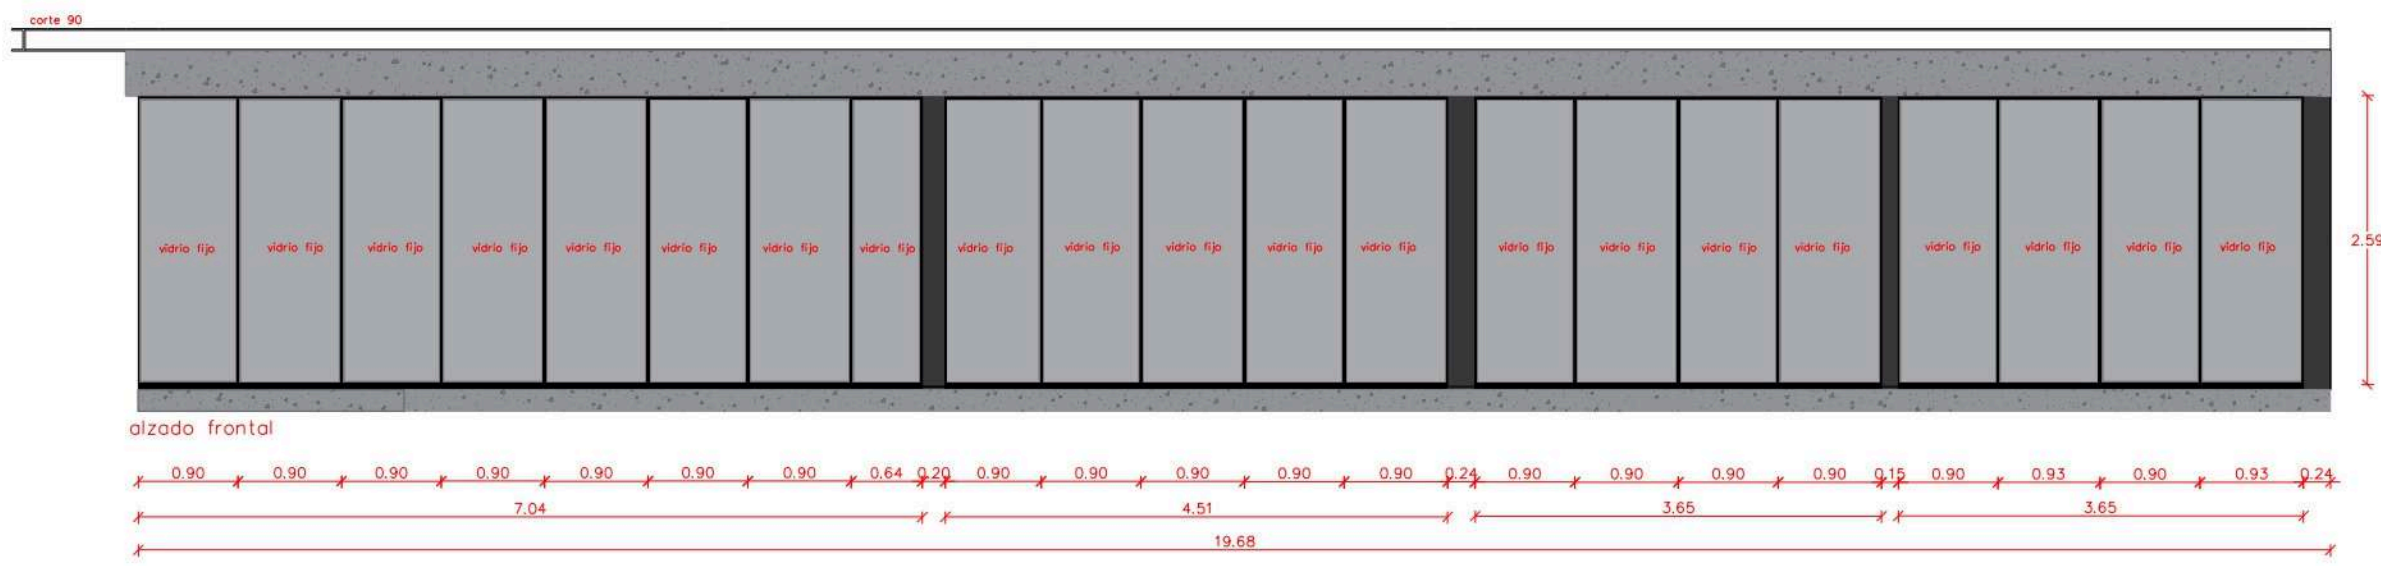 corte 90
vidrio fijo vidrio fijo vidrio fijo vidrio fijo vidrio fijo vidrio fijo vidrio fijo vidrio fijo vidrio fijo vidrio fijo vidrio fijo vidrio fijo vidrio fijo vidrio fijo vidrio fijo vidrio fijo vidrio fijo vidrio fijo vidrio fijo vidrio fijo vidrio fijo
2.59
alzado frontal
0.90 0.90 0.90 0.90 0.90 0.90 0.90 0.64 0.20 0.90 0.90 0.90 0.90 0.90 0.24 0.90 0.90 0.90 0.90 0.15 0.90 0.93 0.90 0.93 0.24
7.04 4.51 3.65 3.65
19.68